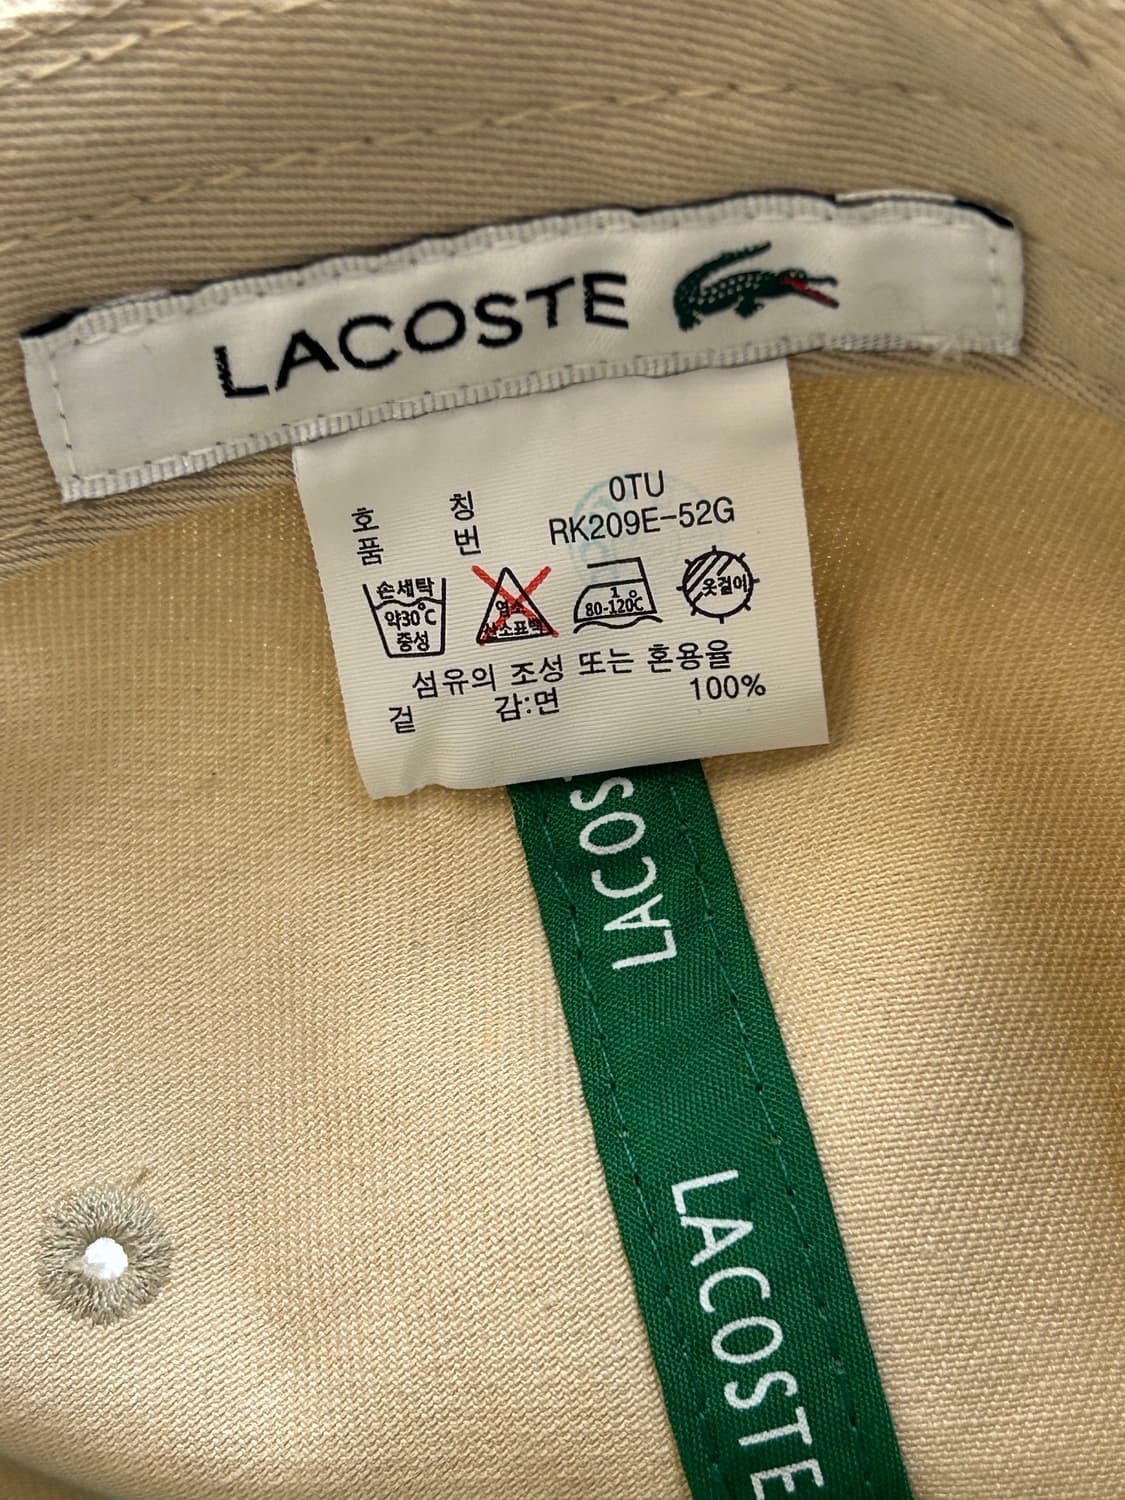 LACOSTE
호 칭 0TU
품 번 RK209E-52G
손세탁
약30℃
중성
염소
산소표백
1
80-120℃
옷걸이
섬유의 조성 또는 혼용율
겉 감:면 100%
LACOS
LACOSTE